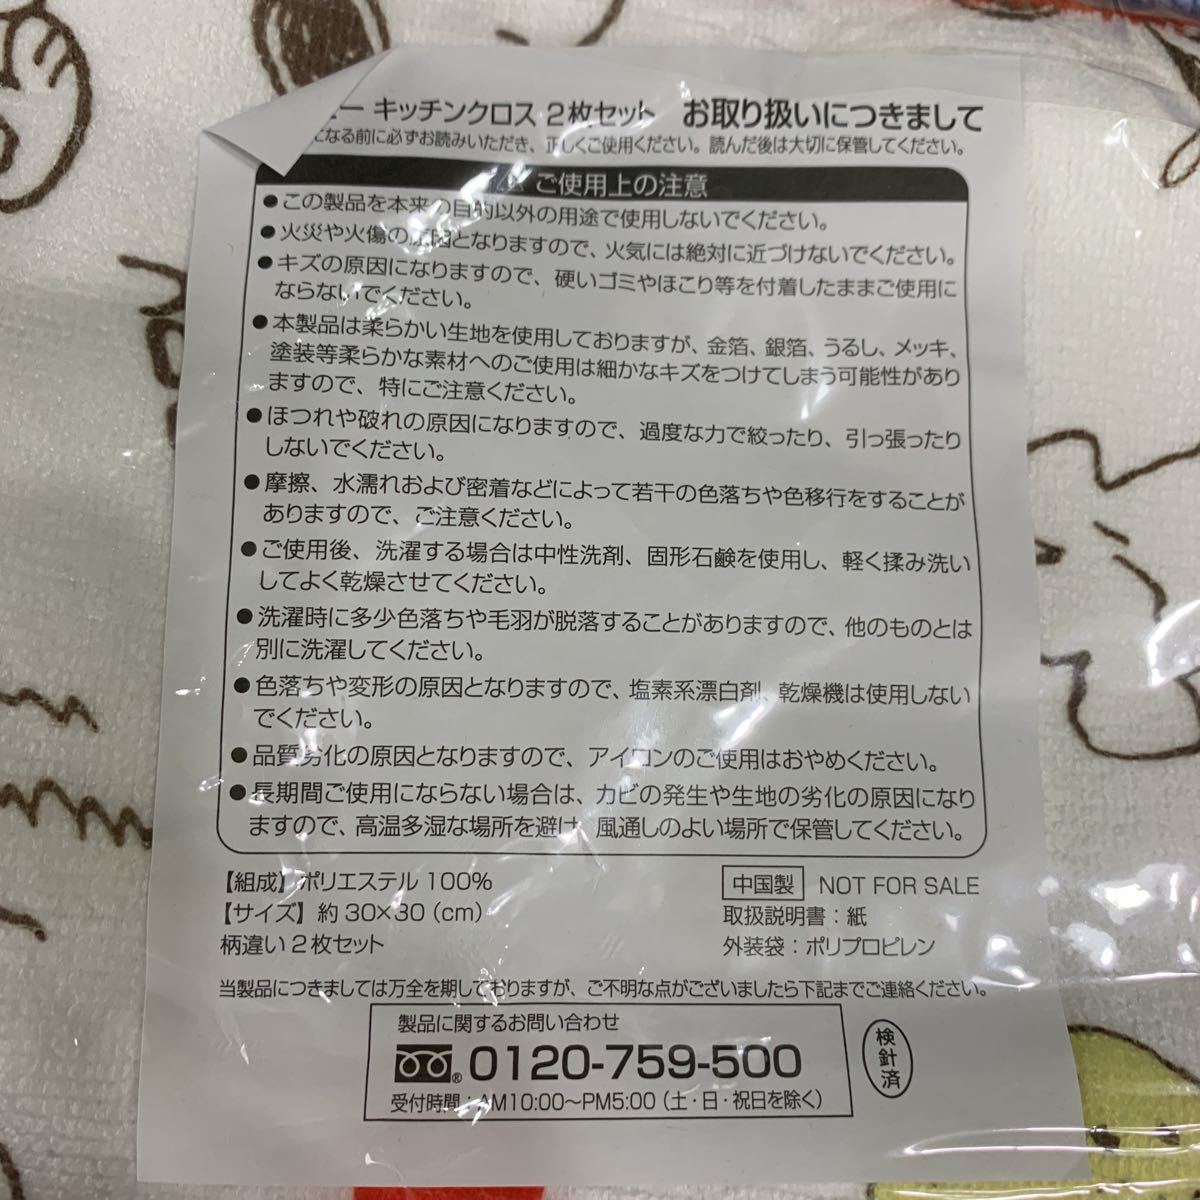 ー キッチンクロス 2枚セット お取り扱いにつきまして
になる前に必ずお読みいただき、正しくご使用ください。読んだ後は大切に保管してください。
⚠ ご使用上の注意
●この製品を本来の目的以外の用途で使用しないでください。
●火災や火傷の原因となりますので、火気には絶対に近づけないでください。
●キズの原因になりますので、硬いゴミやほこり等を付着したままご使用に
ならないでください。
●本製品は柔らかい生地を使用しておりますが、金箔、銀箔、うるし、メッキ、
塗装等柔らかな素材へのご使用は細かなキズをつけてしまう可能性があり
ますので、特にご注意ください。
●ほつれや破れの原因になりますので、過度な力で絞ったり、引っ張ったり
しないでください。
●摩擦、水濡れおよび密着などによって若干の色落ちや色移行をすることが
ありますので、ご注意ください。
●ご使用後、洗濯する場合は中性洗剤、固形石鹸を使用し、軽く揉み洗い
してよく乾燥させてください。
●洗濯時に多少色落ちや毛羽が脱落することがありますので、他のものとは
別に洗濯してください。
●色落ちや変形の原因となりますので、塩素系漂白剤、乾燥機は使用しない
でください。
●品質劣化の原因となりますので、アイロンのご使用はおやめください。
●長期間ご使用にならない場合は、カビの発生や生地の劣化の原因になり
ますので、高温多湿な場所を避け、風通しのよい場所で保管してください。
【組成】ポリエステル 100%
【サイズ】約 30×30(cm)
柄違い2枚セット
中国製 NOT FOR SALE
取扱説明書:紙
外装袋:ポリプロピレン
当製品につきましては万全を期しておりますが、ご不明な点がございましたら下記までご連絡ください。
製品に関するお問い合わせ
® 0120-759-500
受付時間:AM10:00〜PM5:00(土・日・祝日を除く)
検針済